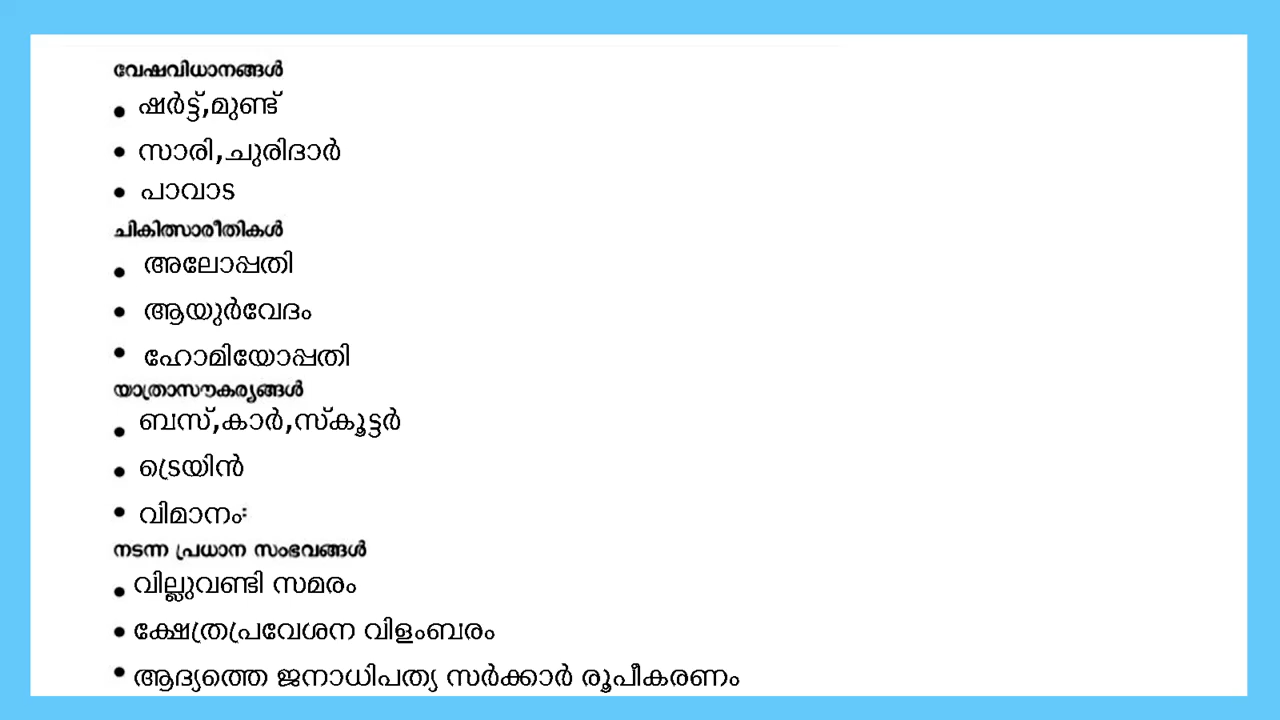 വേഷവിധാനങ്ങൾ
• ഷർട്ട്,മുണ്ട്
• സാരി,ചുരിദാർ
• പാവാട
ചികിത്സാരീതികൾ
• അലോപ്പതി
• ആയുർവേദം
• ഹോമിയോപ്പതി
യാത്രാസൗകര്യങ്ങൾ
• ബസ്,കാർ,സ്കൂട്ടർ
• ട്രെയിൻ
• വിമാനം
നടന്ന പ്രധാന സംഭവങ്ങൾ
• വില്ലുവണ്ടി സമരം
• ക്ഷേത്രപ്രവേശന വിളംബരം
• ആദ്യത്തെ ജനാധിപത്യ സർക്കാർ രൂപീകരണം